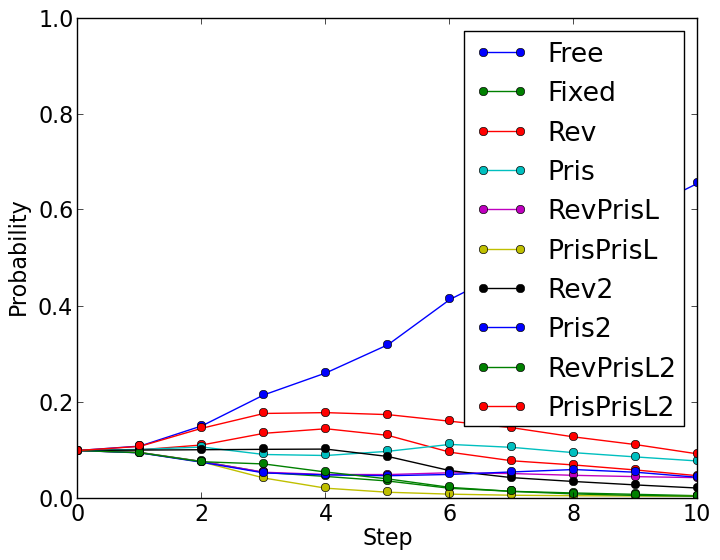 1.0
0.8
0.6
0.4
0.2
0.0
Probability
0 2 4 6 8 10
Step
Free
Fixed
Rev
Pris
RevPrisL
PrisPrisL
Rev2
Pris2
RevPrisL2
PrisPrisL2